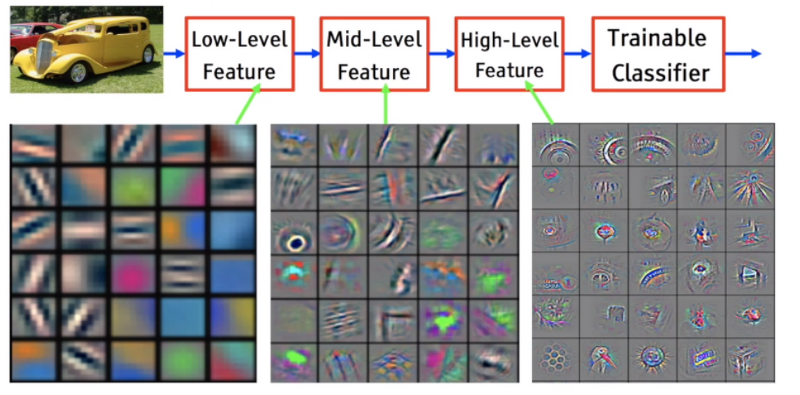 Low-Level
Feature
Mid-Level
Feature
High-Level
Feature
Trainable
Classifier